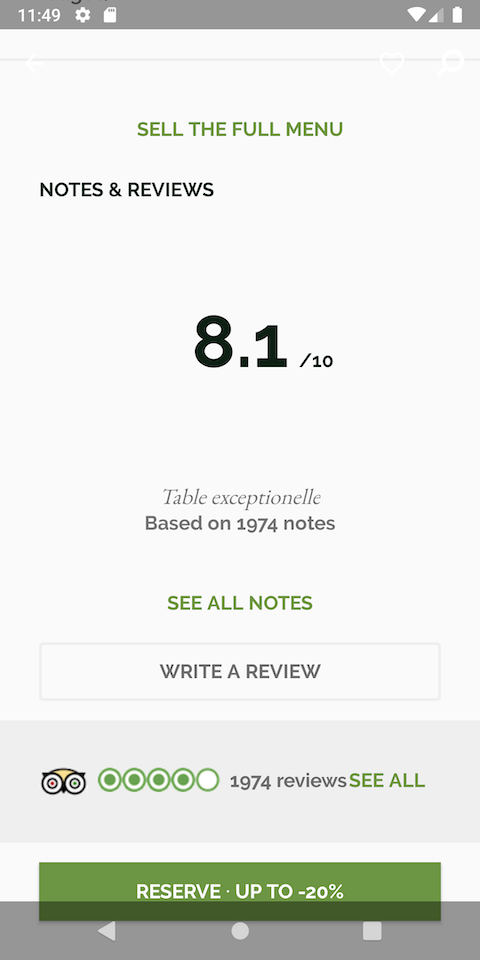 11:49
SELL THE FULL MENU
NOTES & REVIEWS
8.1 /10
Table exceptionelle
Based on 1974 notes
SEE ALL NOTES
WRITE A REVIEW
1974 reviews SEE ALL
RESERVE · UP TO -20%